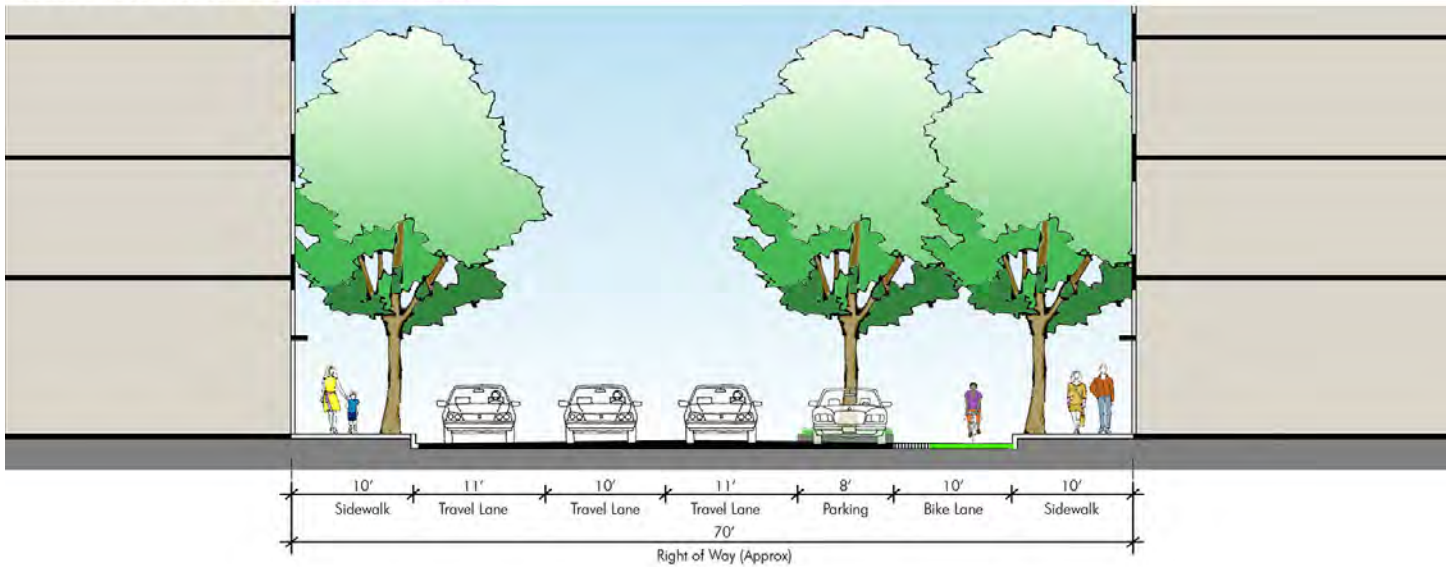 10' 11' 10' 11' 8' 10' 10'
Sidewalk Travel Lane Travel Lane Travel Lane Parking Bike Lane Sidewalk
70'
Right of Way (Approx)